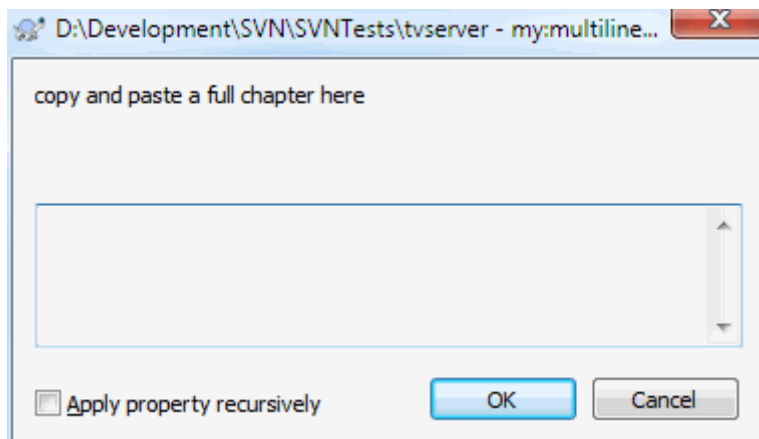 D:\Development\SVN\SVNTests\tvserver - my:multiline...
copy and paste a full chapter here
Apply property recursively
OK
Cancel